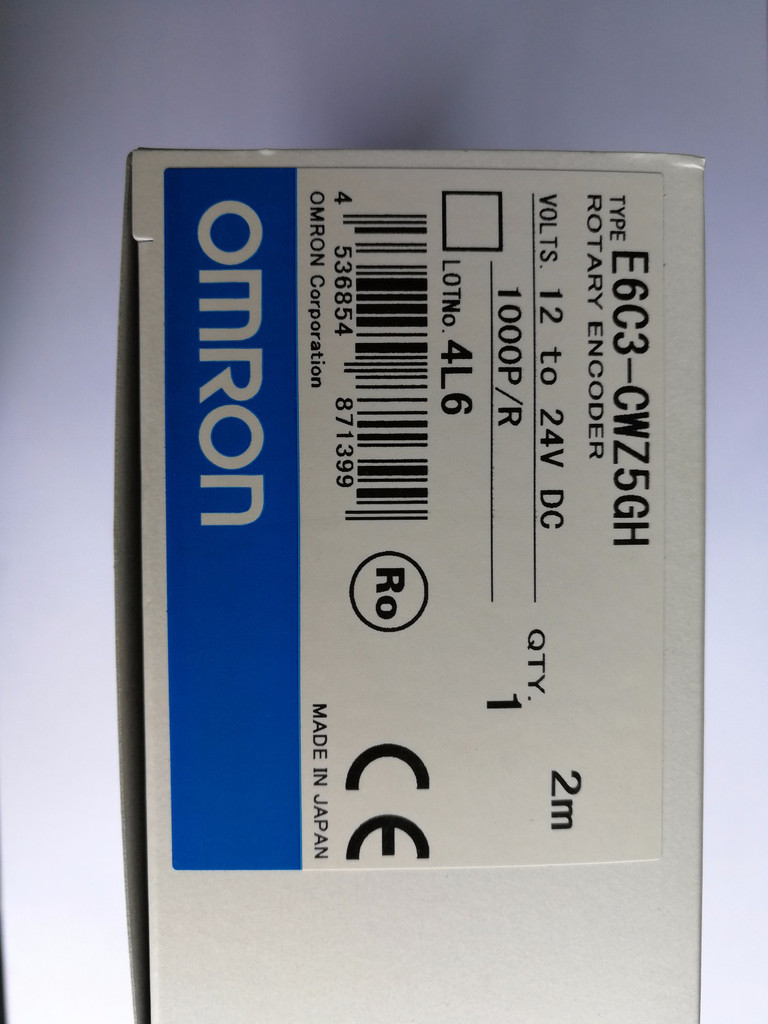 TYPE E6C3-CWZ5GH
ROTARY ENCODER
2m
VOLTS. 12 to 24V DC QTY.
1000P/R 1
LOTNo. 4L6
4 536854 871399
Ro
CE
OMRON Corporation MADE IN JAPAN
OMRON